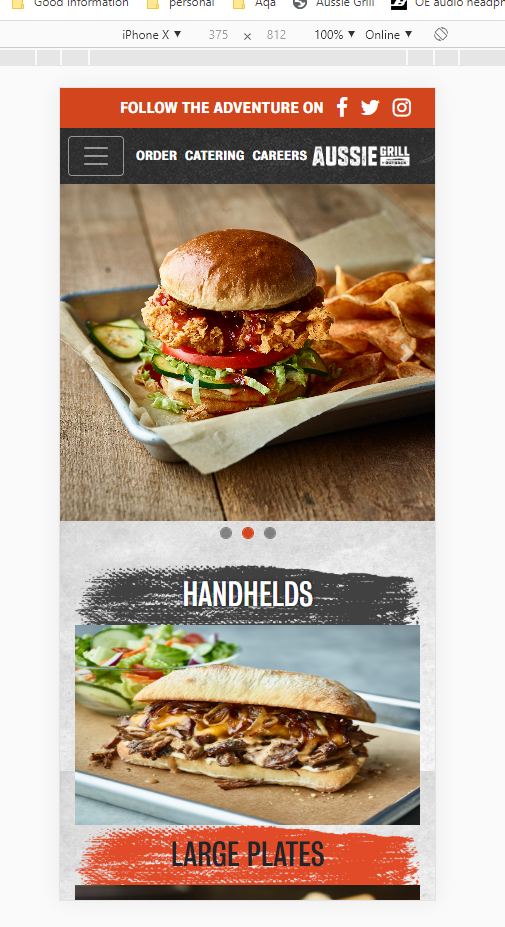 Good Information personal Aqa Aussie Grill OE audio headph
iPhone X ▼ 375 × 812 100% ▼ Online ▼
FOLLOW THE ADVENTURE ON
ORDER CATERING CAREERS AUSSIE GRILL
OUTBACK
HANDHELDS
LARGE PLATES